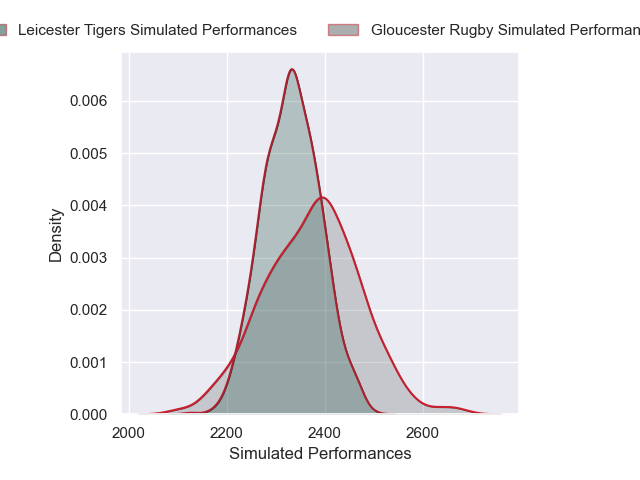 Leicester Tigers Simulated Performances Gloucester Rugby Simulated Performan
0.006
0.005
0.004
0.003
0.002
0.001
0.000
Density
2000 2200 2400 2600
Simulated Performances